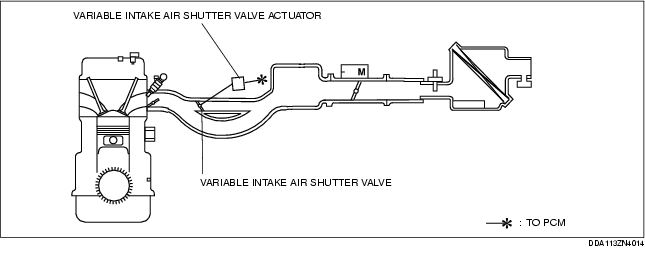 VARIABLE INTAKE AIR SHUTTER VALVE ACTUATOR
M
VARIABLE INTAKE AIR SHUTTER VALVE
: TO PCM
DDA113ZN4014